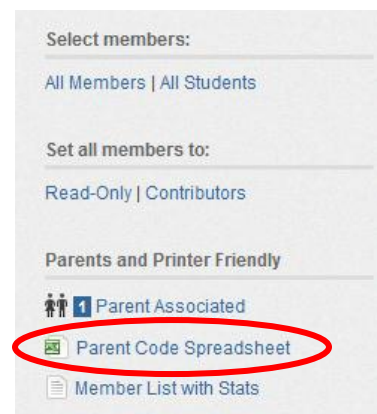 Select members:
All Members | All Students
Set all members to:
Read-Only | Contributors
Parents and Printer Friendly
1 Parent Associated
Parent Code Spreadsheet
Member List with Stats